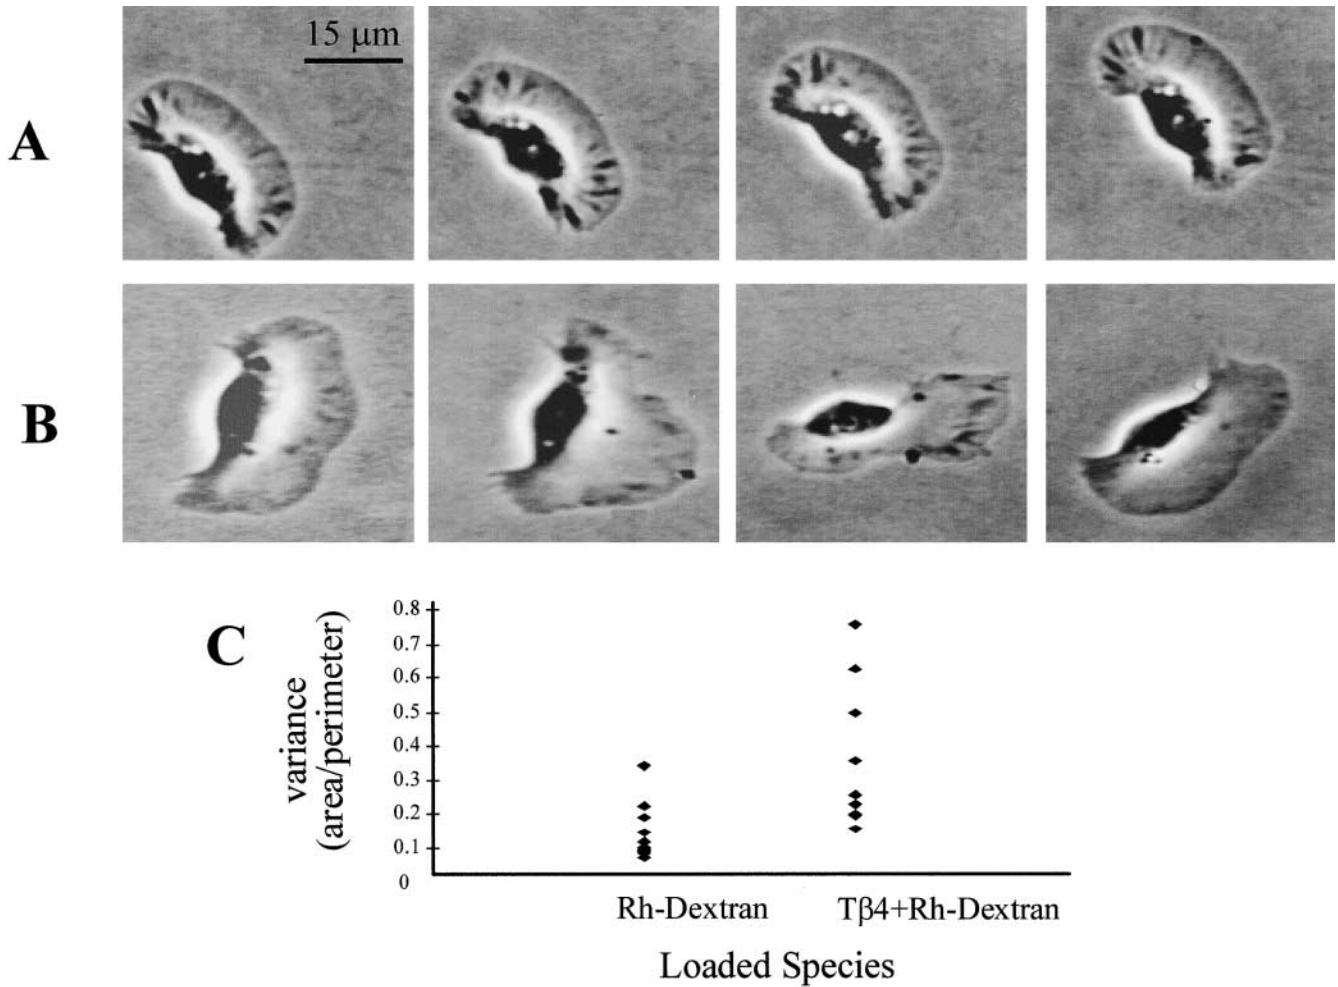 15 μm
A
B
C
variance
(area/perimeter)
0.8
0.7
0.6
0.5
0.4
0.3
0.2
0.1
0
Rh-Dextran
Tβ4+Rh-Dextran
Loaded Species